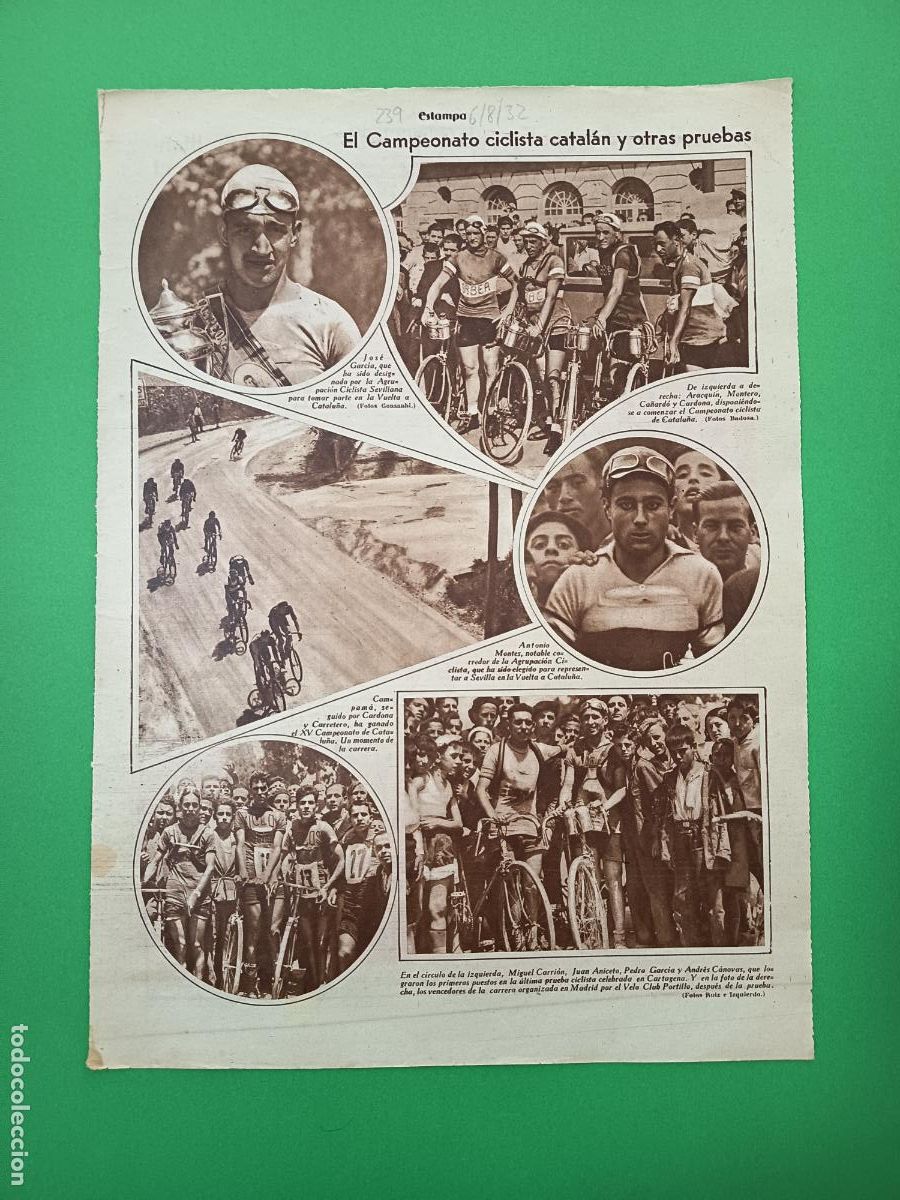 239 estampa 6/8/32
El Campeonato ciclista catalán y otras pruebas
ORBEA
José
García, que
ha sido desig-
nado por la Agru-
pación Ciclista Sevillana
para tomar parte en la Vuelta a
Cataluña. (Fotos Gonsanhi.)
De izquierda a de-
recha: Aracquin, Montero,
Cañardó y Cardona, disponiéndo-
se a comenzar el Campeonato ciclista
de Cataluña. (Fotos Badosa.)
Antonio
Montes, notable co-
rredor de la Agrupación Ci-
clista, que ha sido elegido para represen-
tar a Sevilla en la Vuelta a Cataluña.
Cam-
pamá, se-
guido por Cardona
y Carretero, ha ganado
el XV Campeonato de Cata-
luña. Un momento de
la carrera.
En el círculo de la izquierda, Miguel Carrión, Juan Aniceto, Pedro García y Andrés Cánovas, que lo-
graron los primeros puestos en la última prueba ciclista celebrada en Cartagena. Y en la foto de la dere-
cha, los vencedores de la carrera organizada en Madrid por el Velo Club Portillo, después de la prueba.
(Fotos Ruiz e Izquierdo.)
todocoleccion